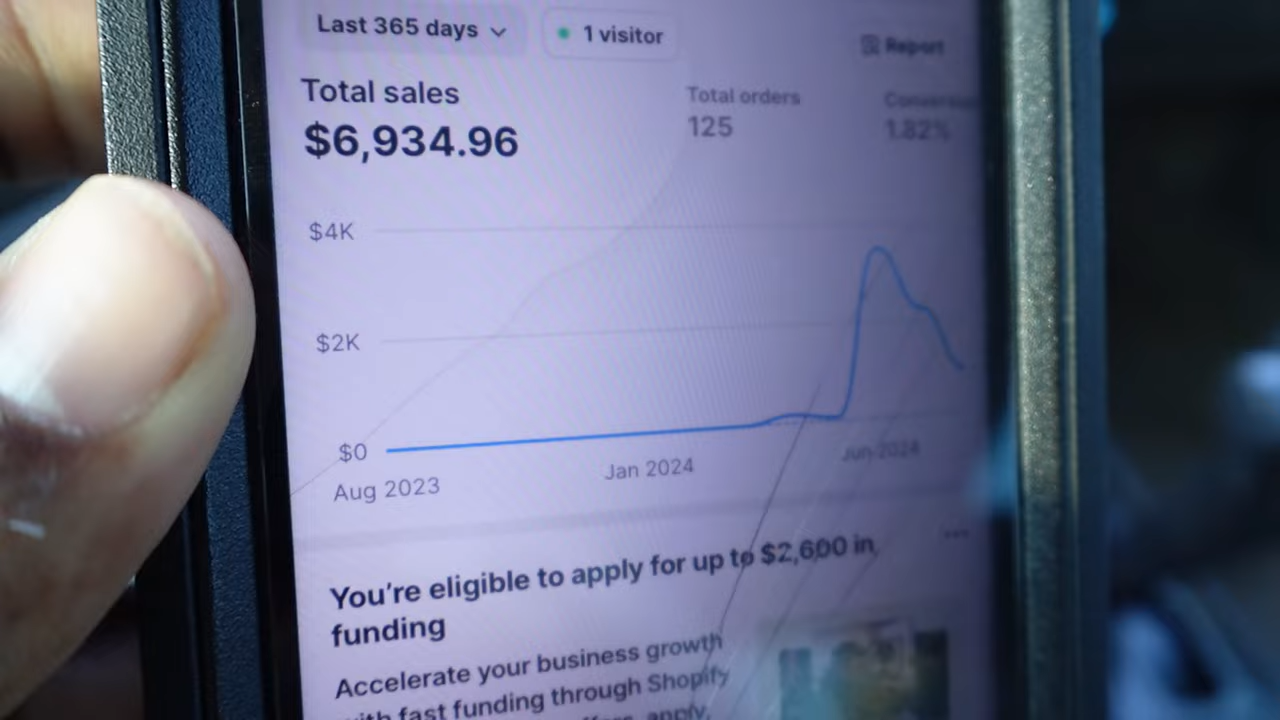 Last 365 days
1 visitor
Report
Total sales
$6,934.96
Total orders
125
1.82%
$4K
$2K
$0
Aug 2023
Jan 2024
Jun 2024
You're eligible to apply for up to $2,600 in
funding
Accelerate your business growth
with fast funding through Shopify
apply,